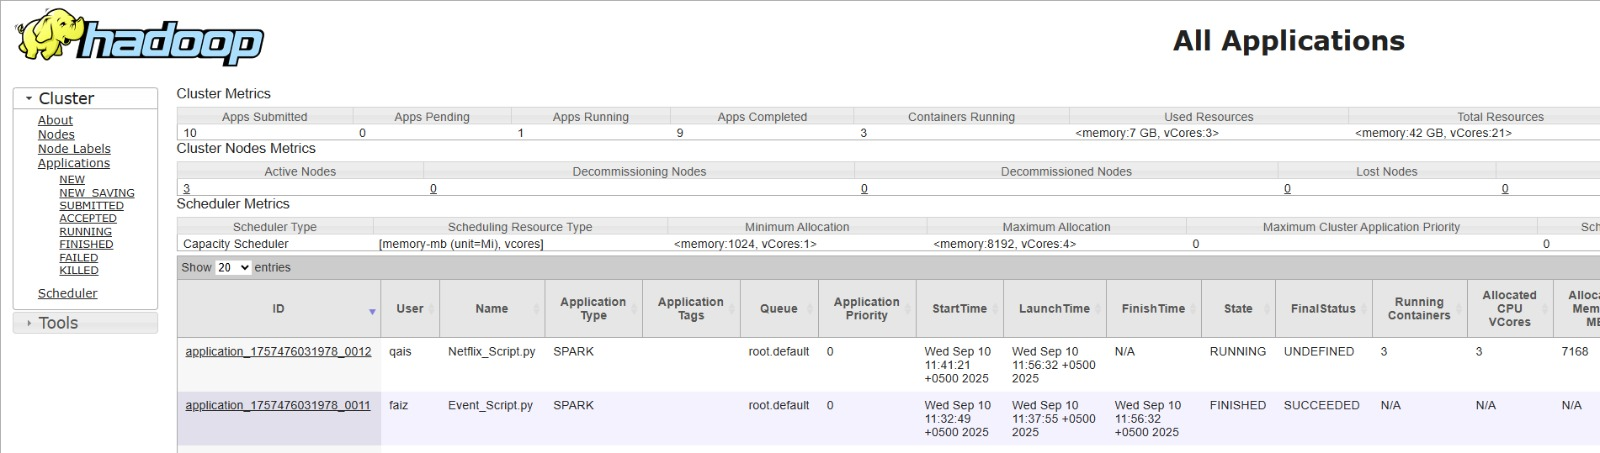 hadoop
All Applications
Cluster
About
Nodes
Node Labels
Applications
NEW
NEW_SAVING
SUBMITTED
ACCEPTED
RUNNING
FINISHED
FAILED
KILLED
Scheduler
Tools
Cluster Metrics
Apps Submitted Apps Pending Apps Running Apps Completed Containers Running Used Resources Total Resources
10 0 1 9 3 <memory:7 GB, vCores:3> <memory:42 GB, vCores:21>
Cluster Nodes Metrics
Active Nodes Decommissioning Nodes Decommissioned Nodes Lost Nodes
3 0 0 0 0
Scheduler Metrics
Scheduler Type Scheduling Resource Type Minimum Allocation Maximum Allocation Maximum Cluster Application Priority
Capacity Scheduler [memory-mb (unit=Mi), vcores] <memory:1024, vCores:1> <memory:8192, vCores:4> 0 0
Show 20 entries
ID User Name Application Type Application Tags Queue Application Priority StartTime LaunchTime FinishTime State FinalStatus Running Containers Allocated CPU VCores
application_1757476031978_0012 qais Netflix_Script.py SPARK root.default 0 Wed Sep 10 11:41:21 +0500 2025 Wed Sep 10 11:56:32 +0500 2025 N/A RUNNING UNDEFINED 3 3 7168
application_1757476031978_0011 faiz Event_Script.py SPARK root.default 0 Wed Sep 10 11:32:49 +0500 2025 Wed Sep 10 11:37:55 +0500 2025 Wed Sep 10 11:56:32 +0500 2025 FINISHED SUCCEEDED N/A N/A N/A